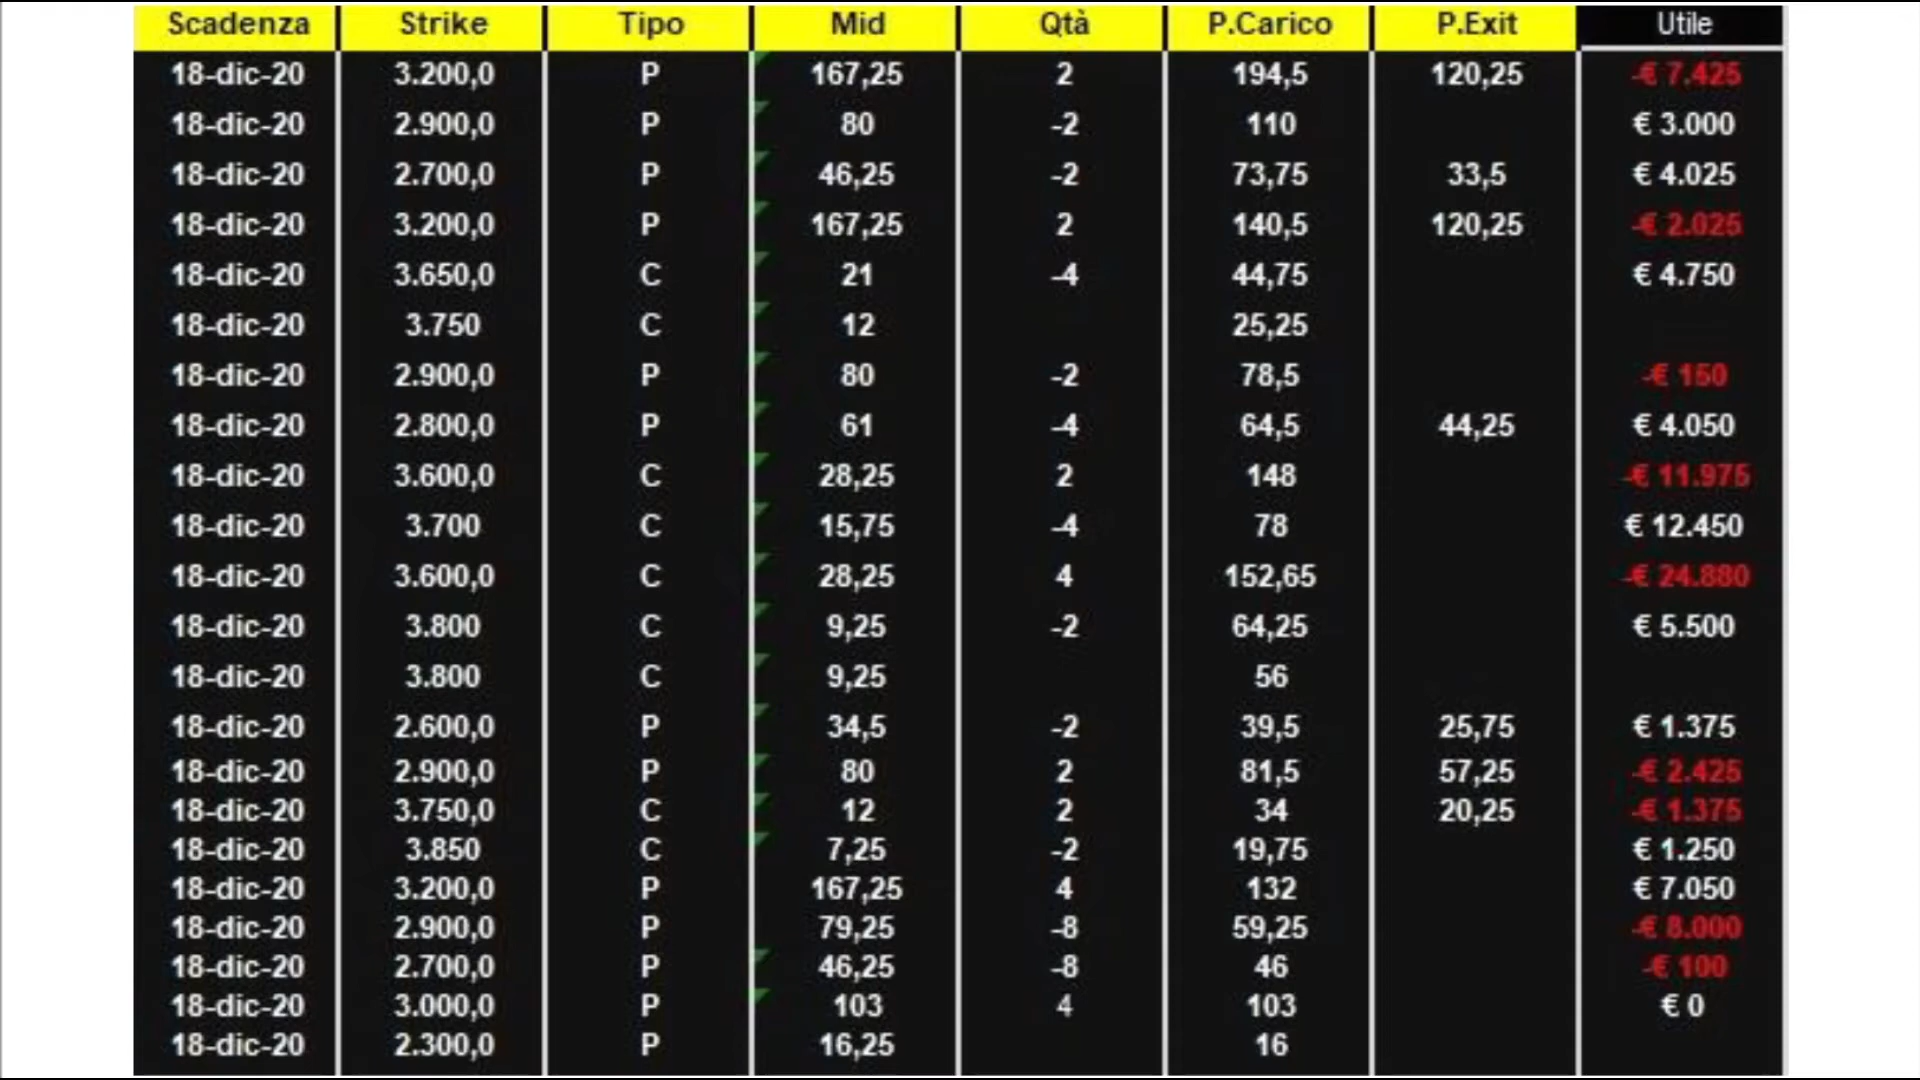 Scadenza Strike Tipo Mid Qtà P.Carico P.Exit Utile
18-dic-20 3.200,0 P 167,25 2 194,5 120,25 -€ 7.425
18-dic-20 2.900,0 P 80 -2 110 € 3.000
18-dic-20 2.700,0 P 46,25 -2 73,75 33,5 € 4.025
18-dic-20 3.200,0 P 167,25 2 140,5 120,25 -€ 2.025
18-dic-20 3.650,0 C 21 -4 44,75 € 4.750
18-dic-20 3.750 C 12 25,25
18-dic-20 2.900,0 P 80 -2 78,5 -€ 150
18-dic-20 2.800,0 P 61 -4 64,5 44,25 € 4.050
18-dic-20 3.600,0 C 28,25 2 148 -€ 11.975
18-dic-20 3.700 C 15,75 -4 78 € 12.450
18-dic-20 3.600,0 C 28,25 4 152,65 -€ 24.880
18-dic-20 3.800 C 9,25 -2 64,25 € 5.500
18-dic-20 3.800 C 9,25 56
18-dic-20 2.600,0 P 34,5 -2 39,5 25,75 € 1.375
18-dic-20 2.900,0 P 80 2 81,5 57,25 -€ 2.425
18-dic-20 3.750,0 C 12 2 34 20,25 -€ 1.375
18-dic-20 3.850 C 7,25 -2 19,75 € 1.250
18-dic-20 3.200,0 P 167,25 4 132 € 7.050
18-dic-20 2.900,0 P 79,25 -8 59,25 -€ 8.000
18-dic-20 2.700,0 P 46,25 -8 46 -€ 100
18-dic-20 3.000,0 P 103 4 103 € 0
18-dic-20 2.300,0 P 16,25 16